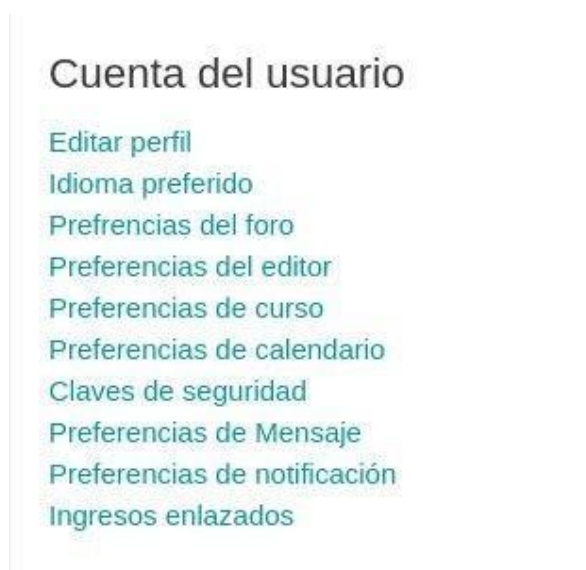 Cuenta del usuario
Editar perfil
Idioma preferido
Prefrencias del foro
Preferencias del editor
Preferencias de curso
Preferencias de calendario
Claves de seguridad
Preferencias de Mensaje
Preferencias de notificación
Ingresos enlazados